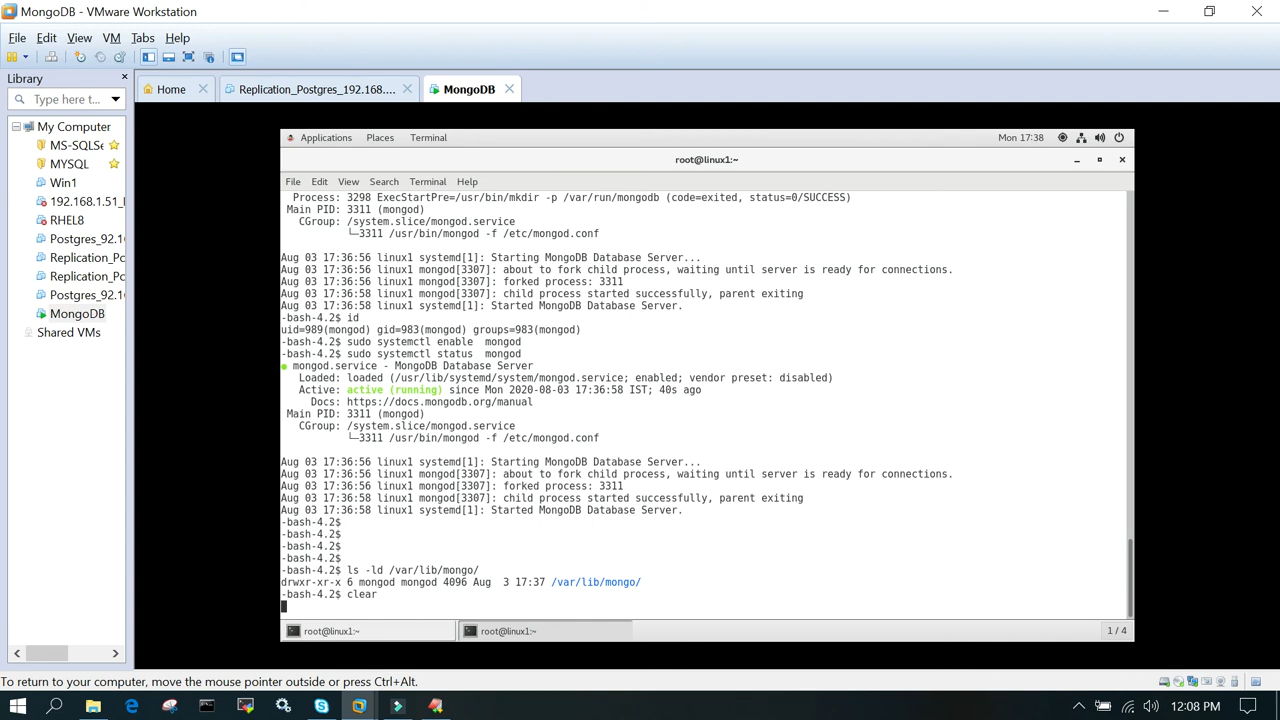 MongoDB - VMware Workstation
File Edit View VM Tabs Help
Library
Type here t...
My Computer
MS-SQLSe
MYSQL
Win1
192.168.1.51_I
RHEL8
Postgres_92.1
Replication_Po
Replication_Po
Postgres_92.1
MongoDB
Shared VMs
Home Replication_Postgres_192.168.... MongoDB
Applications Places Terminal Mon 17:38
root@linux1:~
File Edit View Search Terminal Help
Process: 3298 ExecStartPre=/usr/bin/mkdir -p /var/run/mongodb (code=exited, status=0/SUCCESS)
Main PID: 3311 (mongod)
CGroup: /system.slice/mongod.service
└─3311 /usr/bin/mongod -f /etc/mongod.conf
Aug 03 17:36:56 linux1 systemd[1]: Starting MongoDB Database Server...
Aug 03 17:36:56 linux1 mongod[3307]: about to fork child process, waiting until server is ready for connections.
Aug 03 17:36:56 linux1 mongod[3307]: forked process: 3311
Aug 03 17:36:58 linux1 mongod[3307]: child process started successfully, parent exiting
Aug 03 17:36:58 linux1 systemd[1]: Started MongoDB Database Server.
-bash-4.2$ id
uid=989(mongod) gid=983(mongod) groups=983(mongod)
-bash-4.2$ sudo systemctl enable  mongod
-bash-4.2$ sudo systemctl status  mongod
● mongod.service - MongoDB Database Server
Loaded: loaded (/usr/lib/systemd/system/mongod.service; enabled; vendor preset: disabled)
Active: active (running) since Mon 2020-08-03 17:36:58 IST; 40s ago
Docs: https://docs.mongodb.org/manual
Main PID: 3311 (mongod)
CGroup: /system.slice/mongod.service
└─3311 /usr/bin/mongod -f /etc/mongod.conf
Aug 03 17:36:56 linux1 systemd[1]: Starting MongoDB Database Server...
Aug 03 17:36:56 linux1 mongod[3307]: about to fork child process, waiting until server is ready for connections.
Aug 03 17:36:56 linux1 mongod[3307]: forked process: 3311
Aug 03 17:36:58 linux1 mongod[3307]: child process started successfully, parent exiting
Aug 03 17:36:58 linux1 systemd[1]: Started MongoDB Database Server.
-bash-4.2$
-bash-4.2$
-bash-4.2$
-bash-4.2$
-bash-4.2$ ls -ld /var/lib/mongo/
drwxr-xr-x 6 mongod mongod 4096 Aug  3 17:37 /var/lib/mongo/
-bash-4.2$ clear
root@linux1:~ root@linux1:~ 1 / 4
To return to your computer, move the mouse pointer outside or press Ctrl+Alt.
12:08 PM